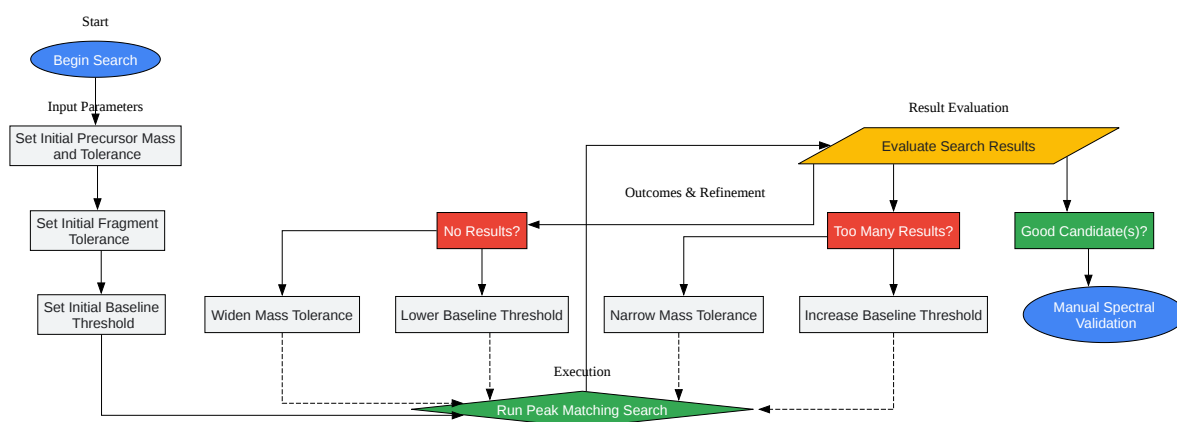 Start
Begin Search
Input Parameters
Set Initial Precursor Mass
and Tolerance
Set Initial Fragment
Tolerance
Set Initial Baseline
Threshold
Result Evaluation
Evaluate Search Results
Outcomes & Refinement
No Results?
Too Many Results?
Good Candidate(s)?
Widen Mass Tolerance
Lower Baseline Threshold
Narrow Mass Tolerance
Increase Baseline Threshold
Manual Spectral
Validation
Execution
Run Peak Matching Search